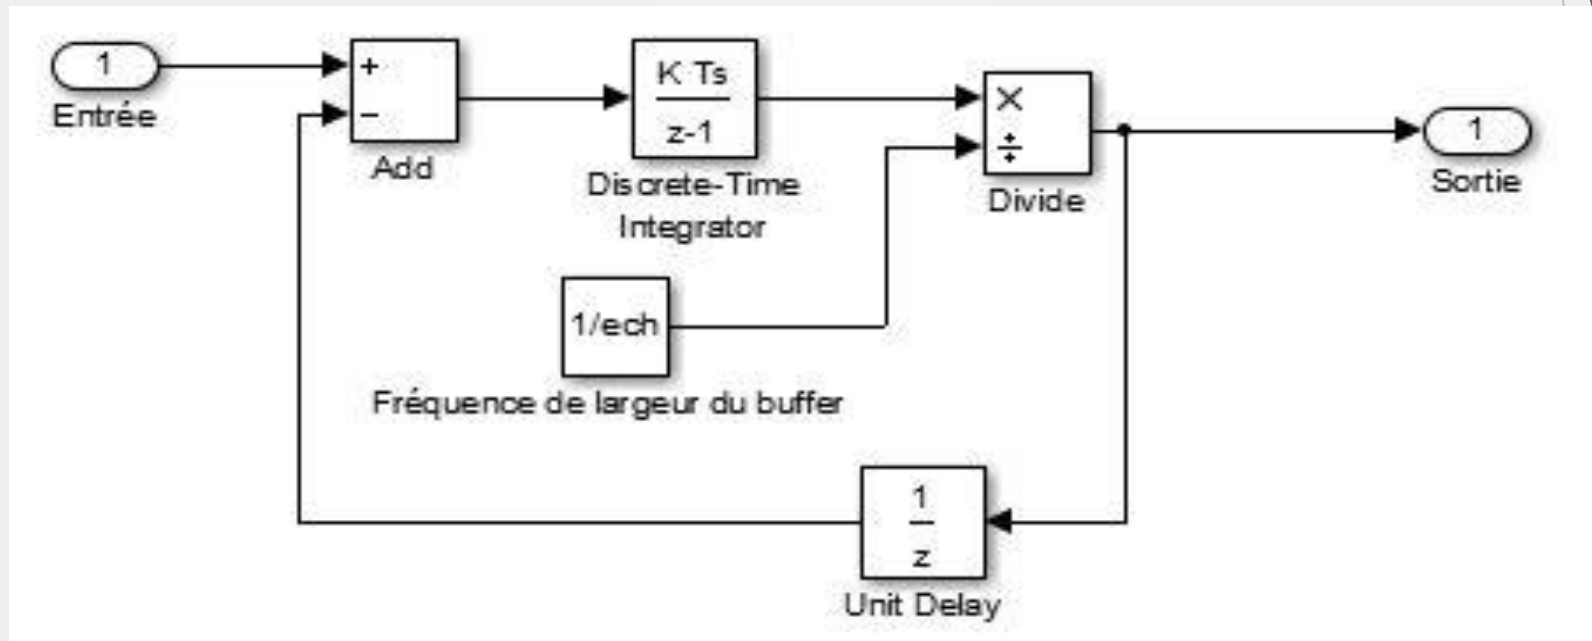 1
Entrée
+
−
Add
K Ts
z-1
Discrete-Time
Integrator
×
÷
Divide
1
Sortie
1/ech
Fréquence de largeur du buffer
1
z
Unit Delay